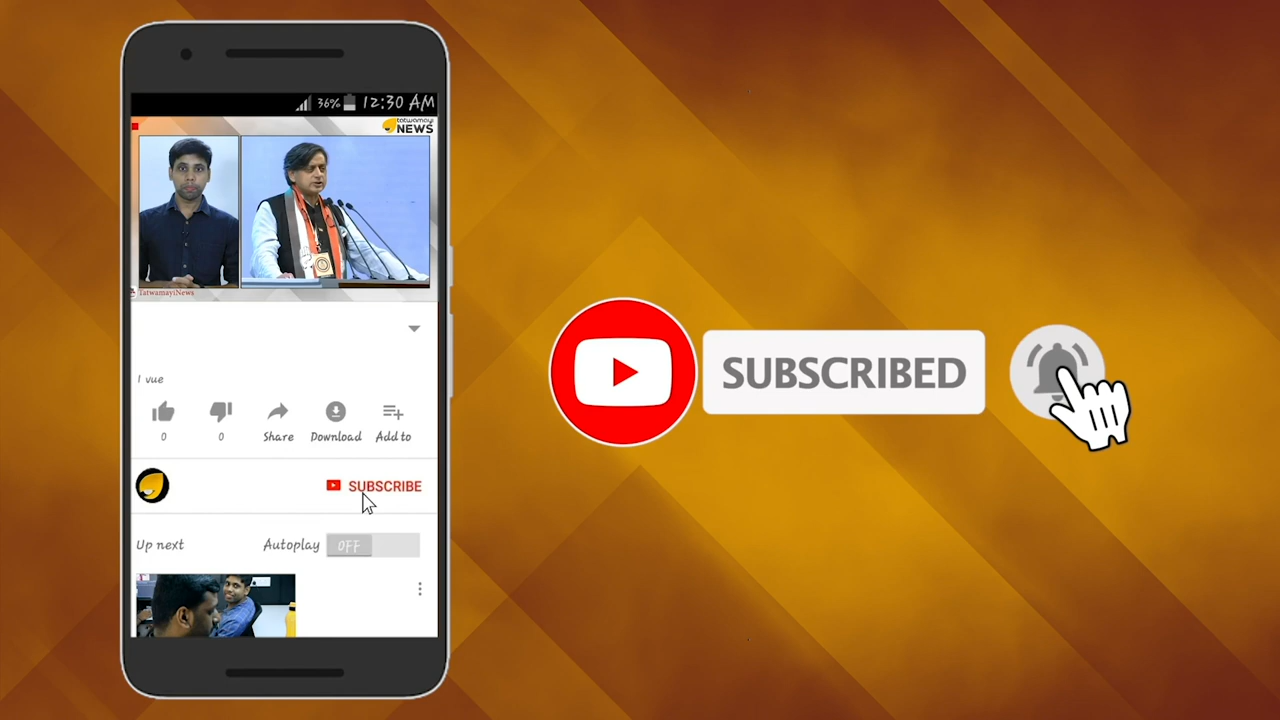 36% 12:30 AM
tatwamayi
NEWS
TatwamayiNews
1 vue
0 0 Share Download Add to
SUBSCRIBE
Up next Autoplay OFF
SUBSCRIBED